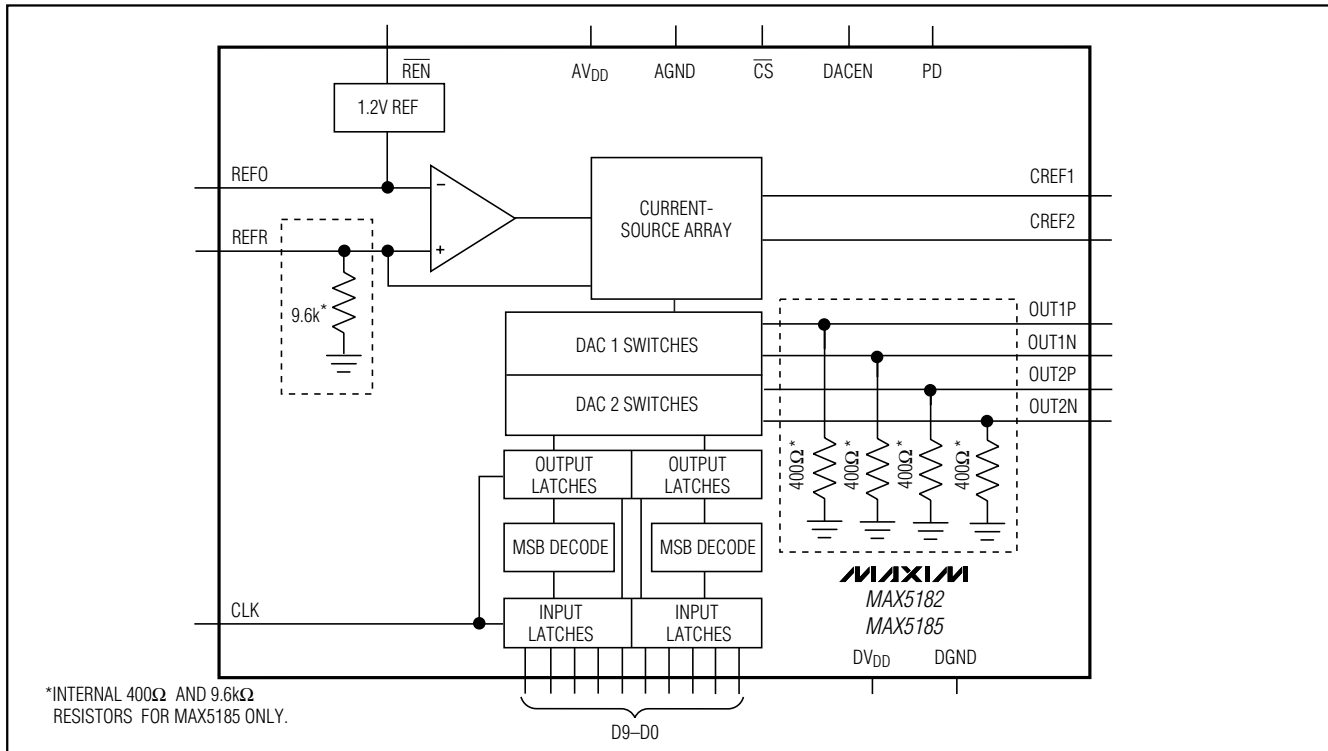 REN
AVDD
AGND
CS
DACEN
PD
1.2V REF
REFO
REFR
−
+
9.6k*
CURRENT-
SOURCE ARRAY
CREF1
CREF2
OUT1P
OUT1N
OUT2P
OUT2N
DAC 1 SWITCHES
DAC 2 SWITCHES
400Ω*
400Ω*
400Ω*
400Ω*
OUTPUT
LATCHES
OUTPUT
LATCHES
MSB DECODE
MSB DECODE
CLK
INPUT
LATCHES
INPUT
LATCHES
MAXIM
MAX5182
MAX5185
DVDD
DGND
*INTERNAL 400Ω AND 9.6kΩ
RESISTORS FOR MAX5185 ONLY.
D9–D0